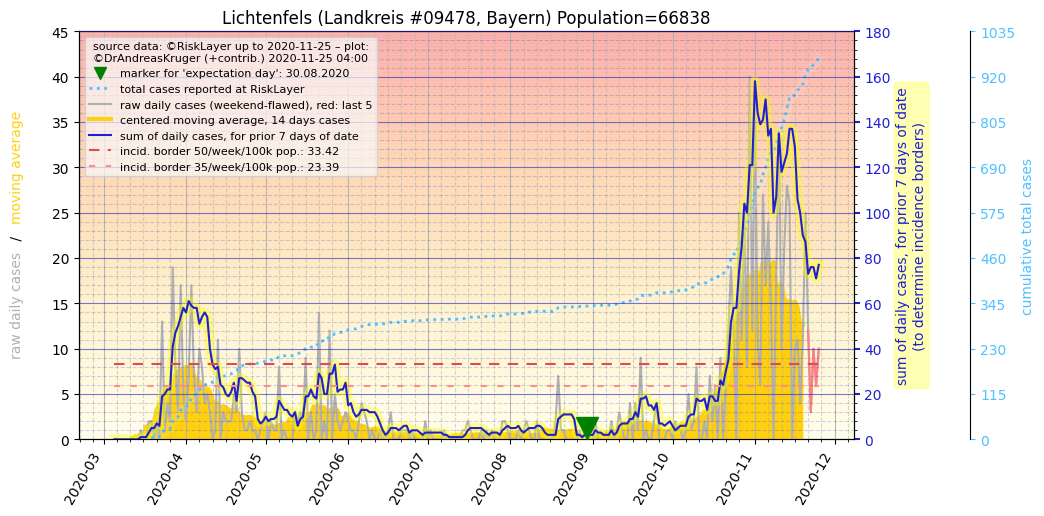 Lichtenfels (Landkreis #09478, Bayern) Population=66838
source data: ©RiskLayer up to 2020-11-25 – plot:
©DrAndreasKruger (+contrib.) 2020-11-25 04:00
marker for 'expectation day': 30.08.2020
total cases reported at RiskLayer
raw daily cases (weekend-flawed), red: last 5
centered moving average, 14 days cases
sum of daily cases, for prior 7 days of date
incid. border 50/week/100k pop.: 33.42
incid. border 35/week/100k pop.: 23.39
raw daily cases / moving average
45
40
35
30
25
20
15
10
5
0
180
160
140
120
100
80
60
40
20
0
sum of daily cases, for prior 7 days of date
(to determine incidence borders)
1035
920
805
690
575
460
345
230
115
0
cumulative total cases
2020-03
2020-04
2020-05
2020-06
2020-07
2020-08
2020-09
2020-10
2020-11
2020-12